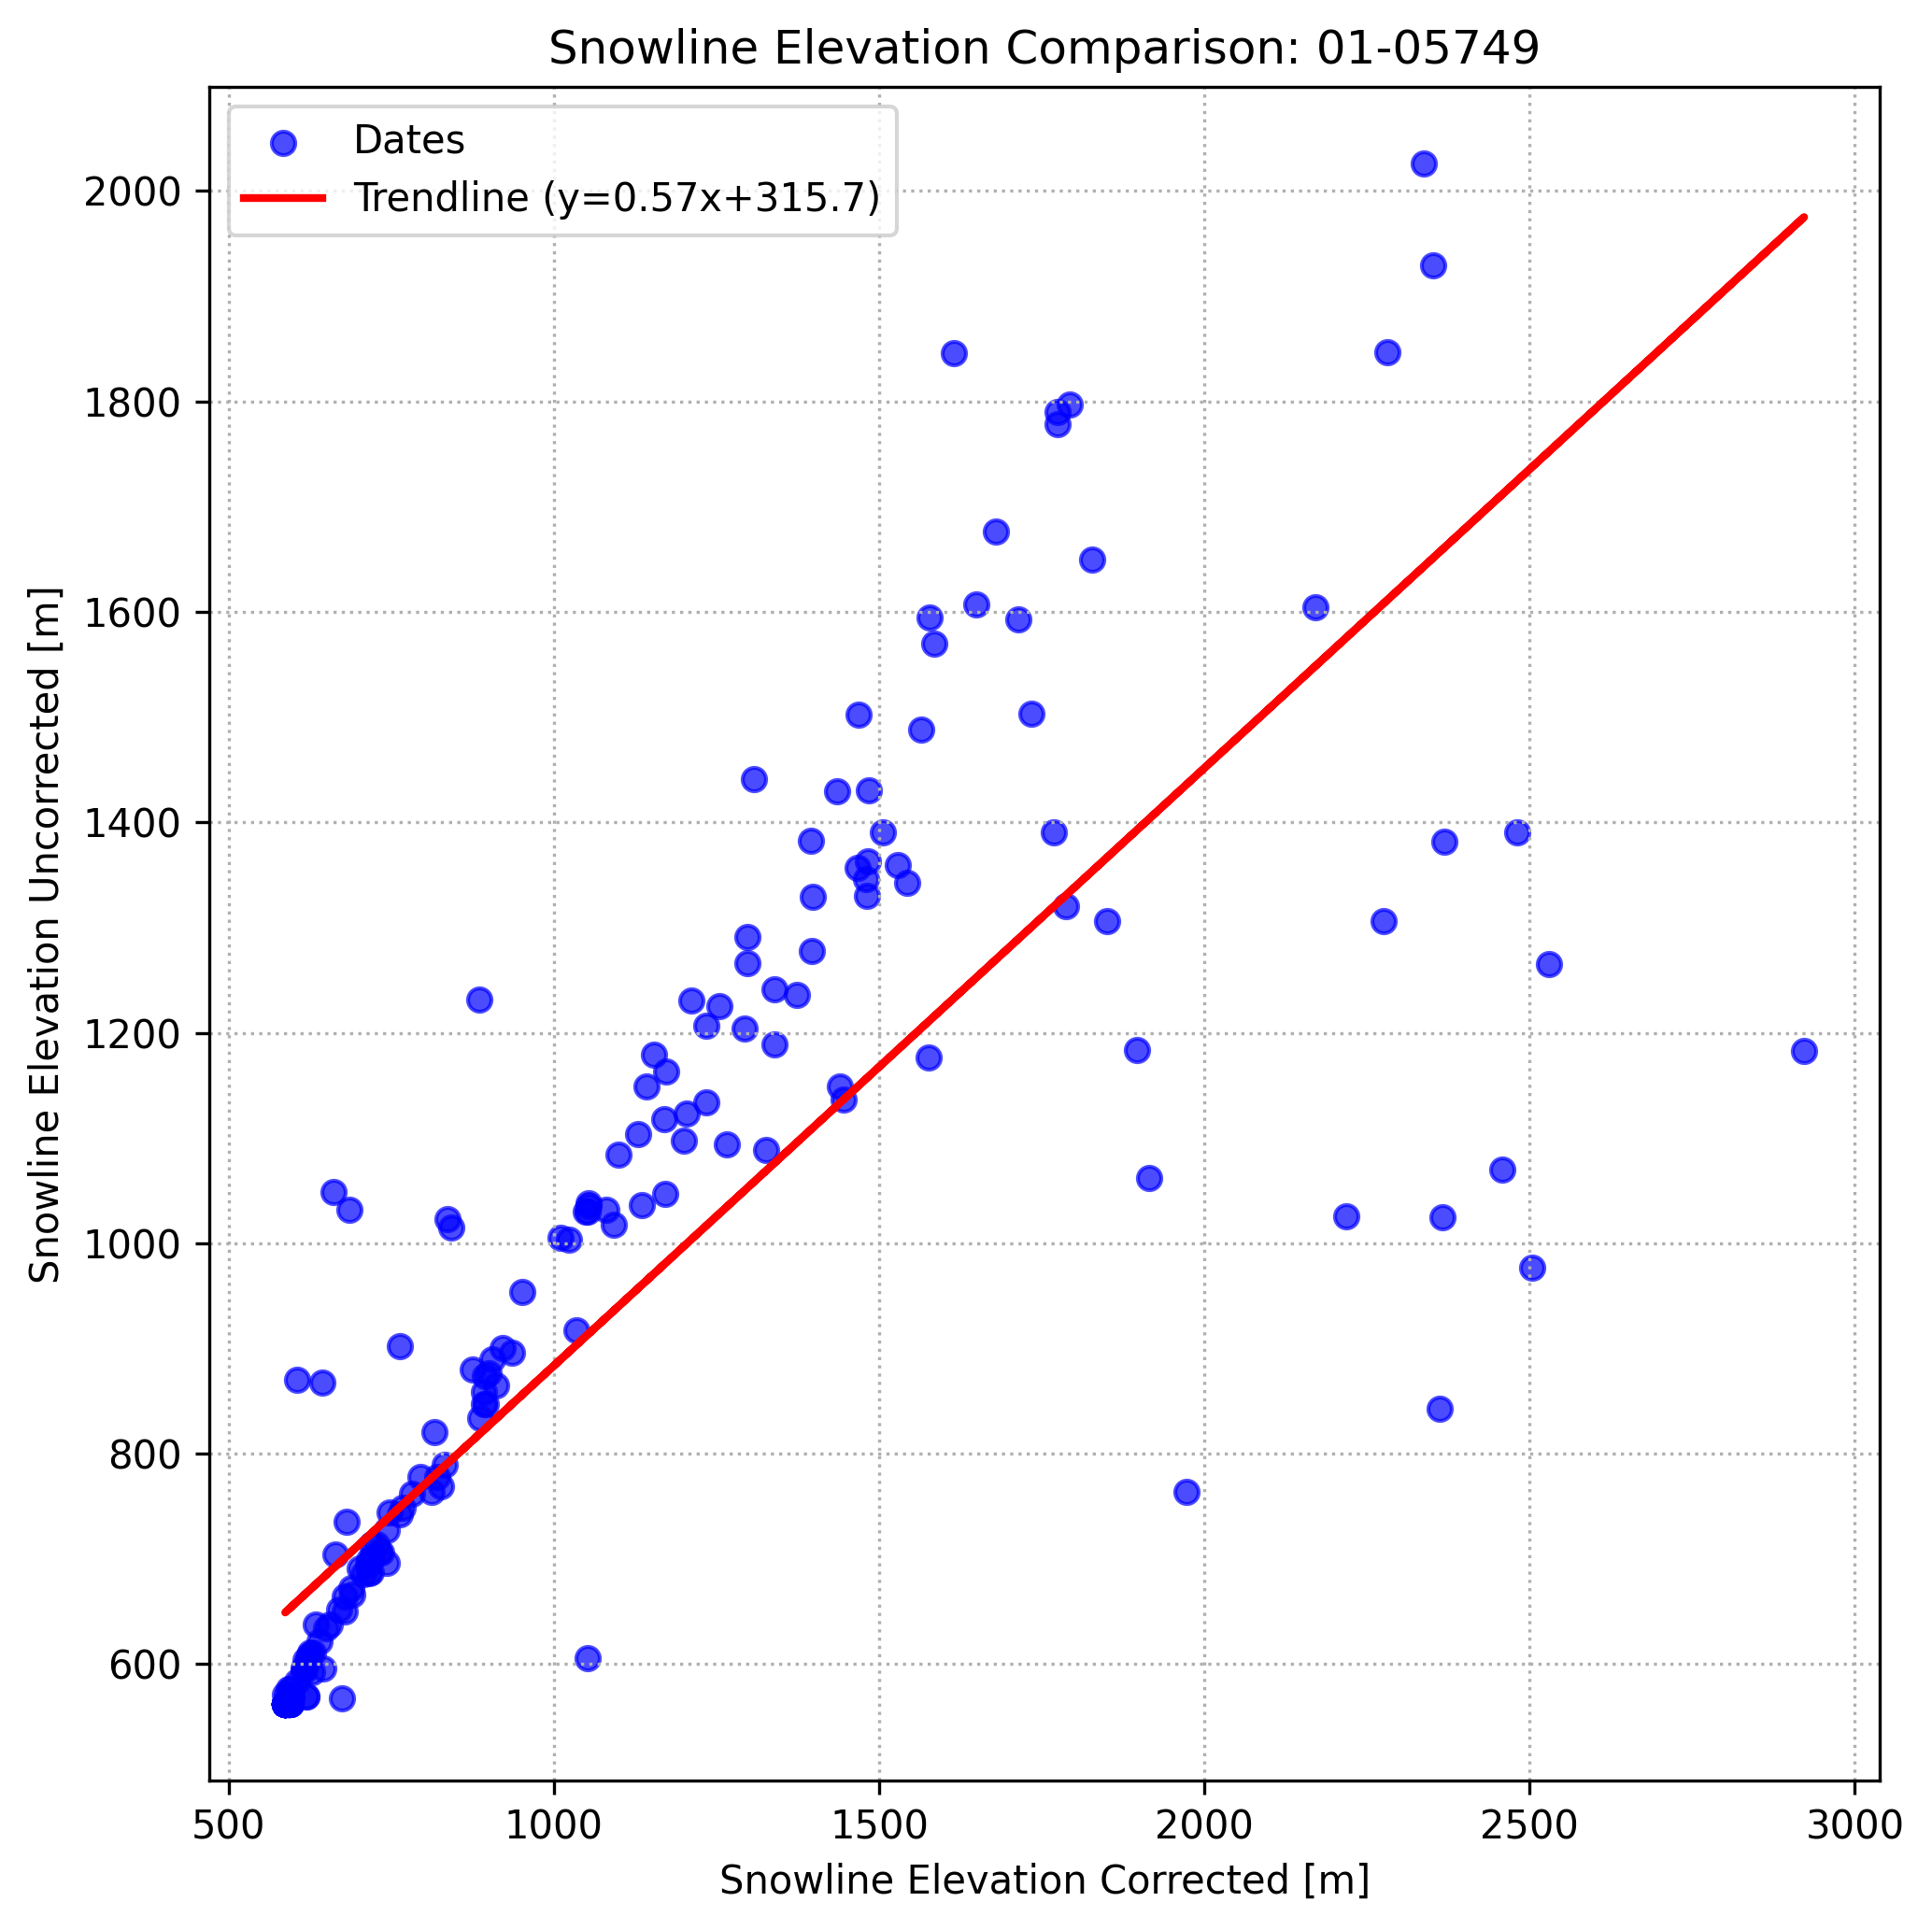 Snowline Elevation Comparison: 01-05749
Dates
Trendline (y=0.57x+315.7)
2000
1800
1600
1400
1200
1000
800
600
Snowline Elevation Uncorrected [m]
500 1000 1500 2000 2500 3000
Snowline Elevation Corrected [m]